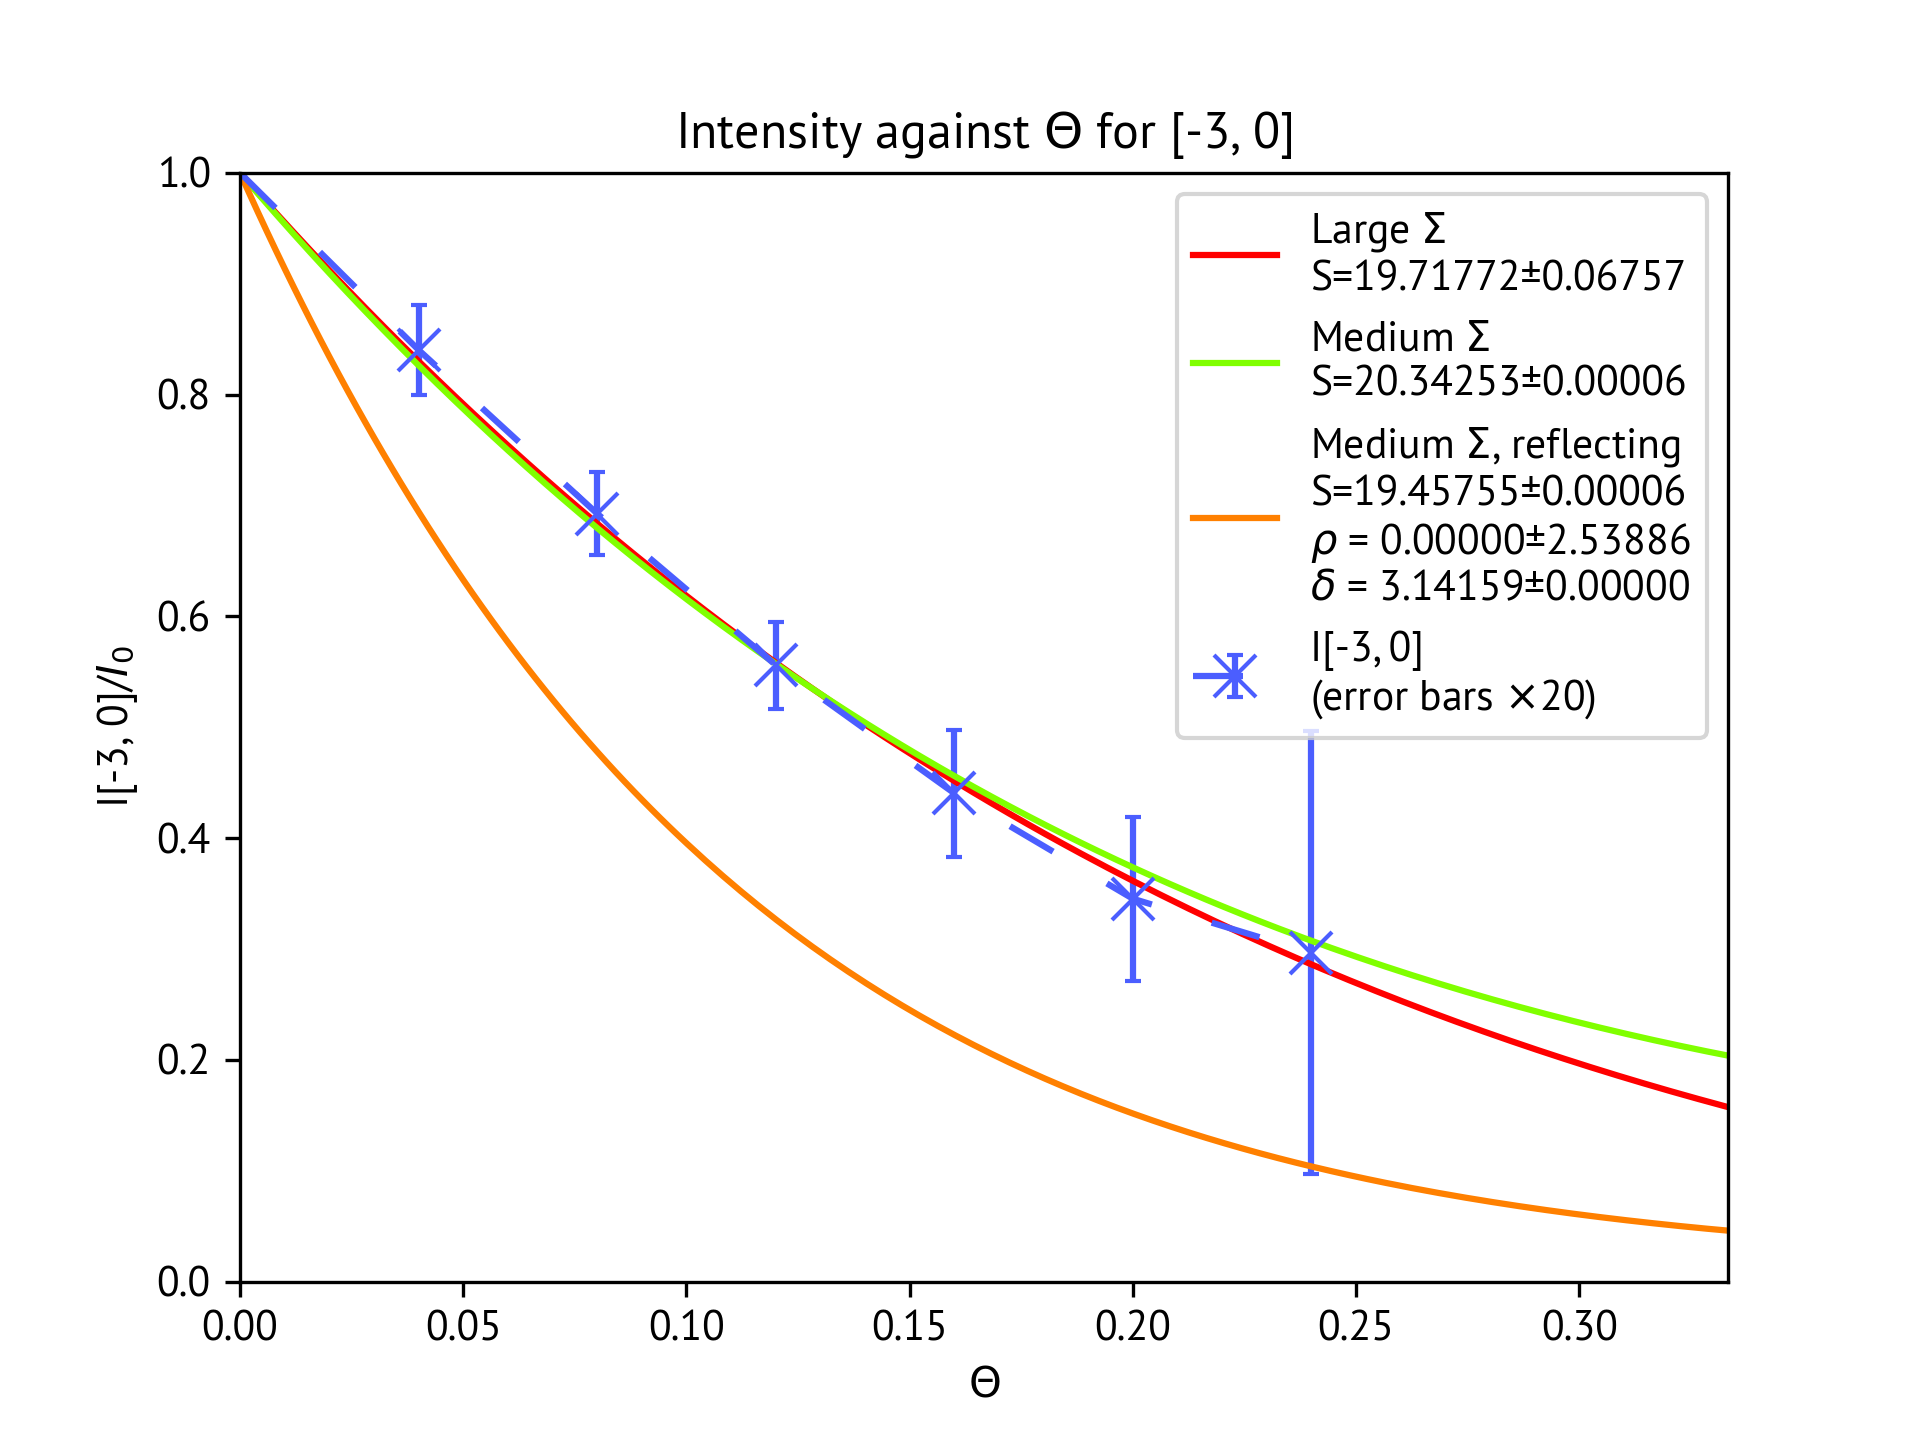 Intensity against Θ for [-3, 0]
1.0
0.8
0.6
0.4
0.2
0.0
I[-3, 0]/I₀
0.00
0.05
0.10
0.15
0.20
0.25
0.30
Θ
Large Σ
S=19.71772±0.06757
Medium Σ
S=20.34253±0.00006
Medium Σ, reflecting
S=19.45755±0.00006
ρ = 0.00000±2.53886
δ = 3.14159±0.00000
I[-3, 0]
(error bars ×20)